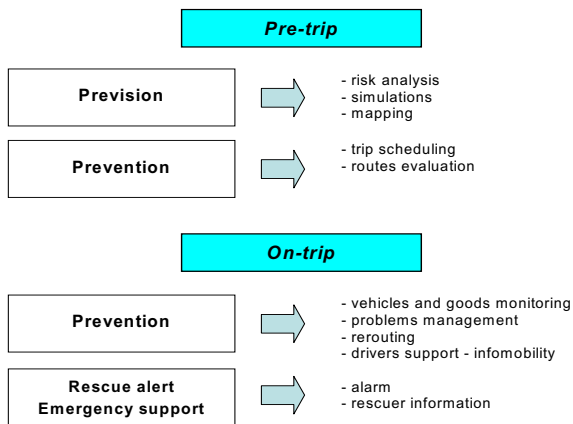 Pre-trip
Prevision
- risk analysis
- simulations
- mapping
Prevention
- trip scheduling
- routes evaluation
On-trip
Prevention
- vehicles and goods monitoring
- problems management
- rerouting
- drivers support - infomobility
Rescue alert
Emergency support
- alarm
- rescuer information